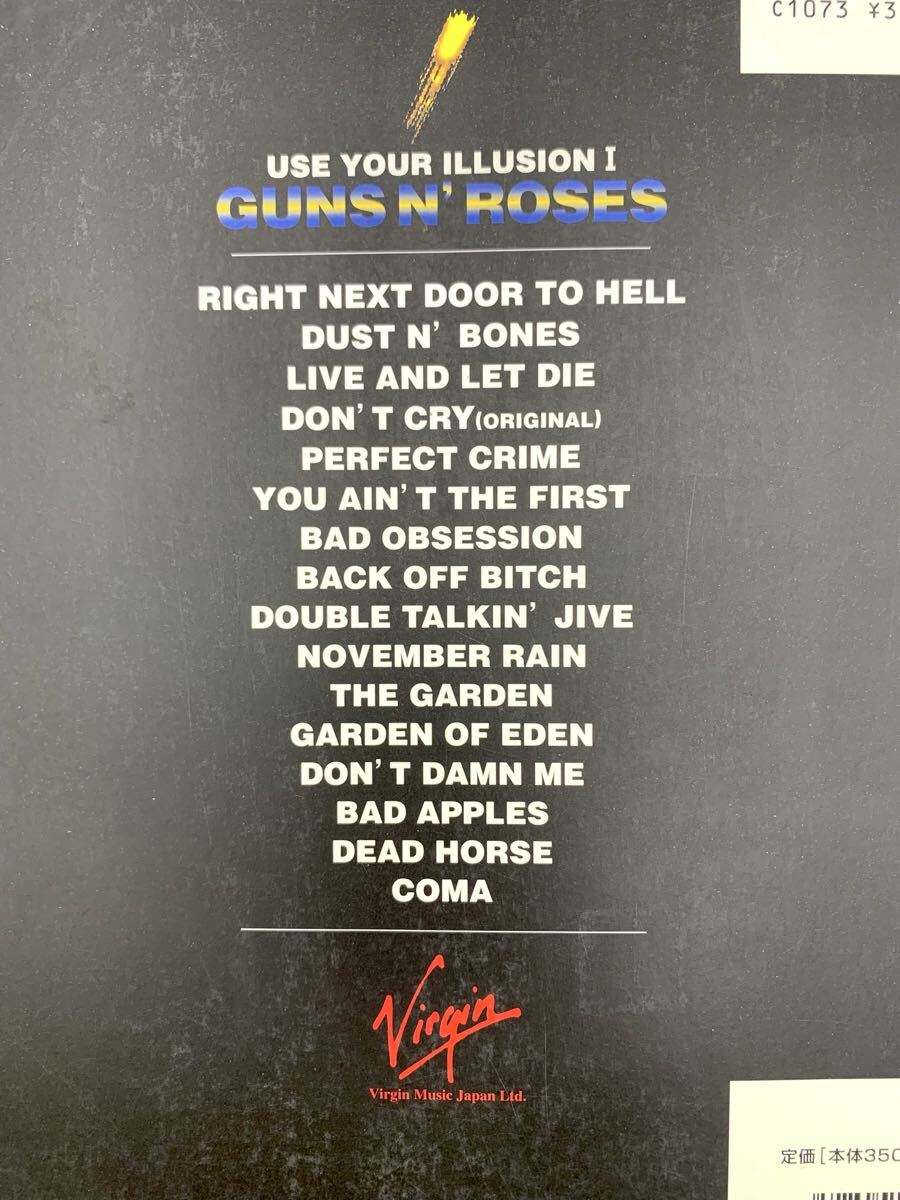 C1073 ¥3
USE YOUR ILLUSION I
GUNS N' ROSES
RIGHT NEXT DOOR TO HELL
DUST N' BONES
LIVE AND LET DIE
DON'T CRY(ORIGINAL)
PERFECT CRIME
YOU AIN'T THE FIRST
BAD OBSESSION
BACK OFF BITCH
DOUBLE TALKIN' JIVE
NOVEMBER RAIN
THE GARDEN
GARDEN OF EDEN
DON'T DAMN ME
BAD APPLES
DEAD HORSE
COMA
Virgin
Virgin Music Japan Ltd.
定価[本体350